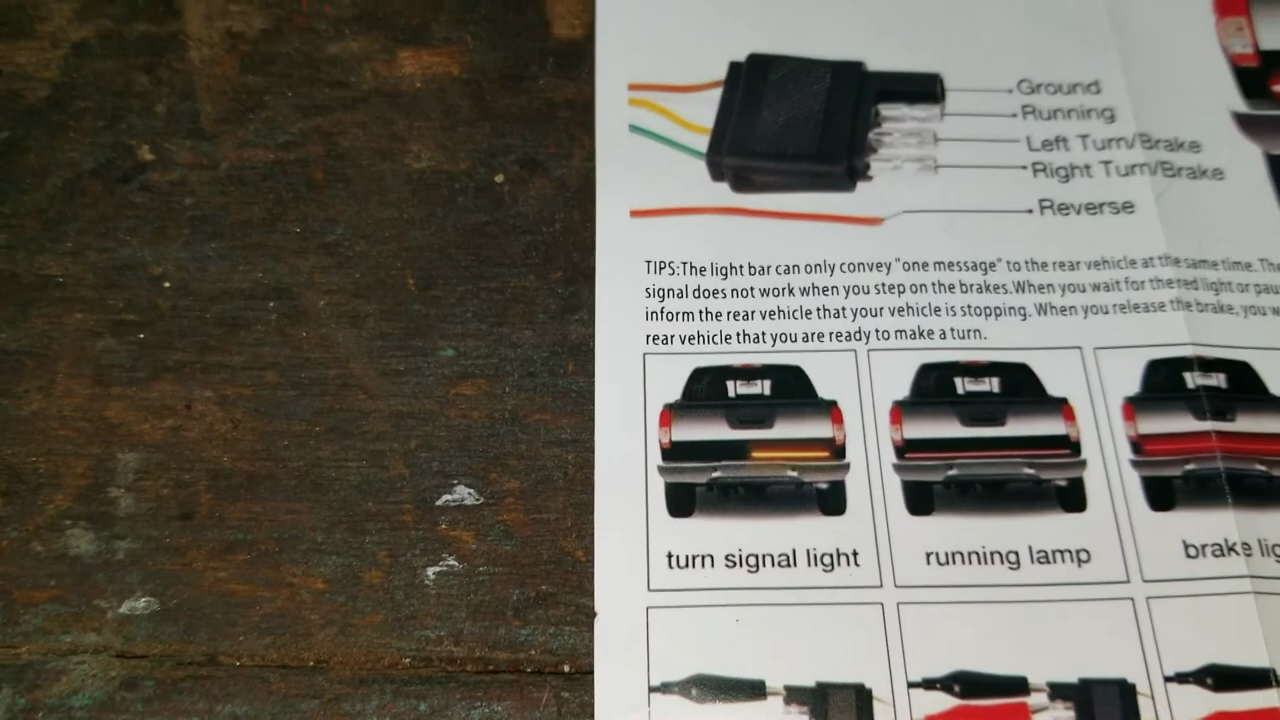 Ground
Running
Left Turn/Brake
Right Turn/Brake
Reverse
TIPS:The light bar can only convey "one message" to the rear vehicle at the same time. The
signal does not work when you step on the brakes.When you wait for the red light or
inform the rear vehicle that your vehicle is stopping. When you release the brake, you
rear vehicle that you are ready to make a turn.
turn signal light
running lamp
brake